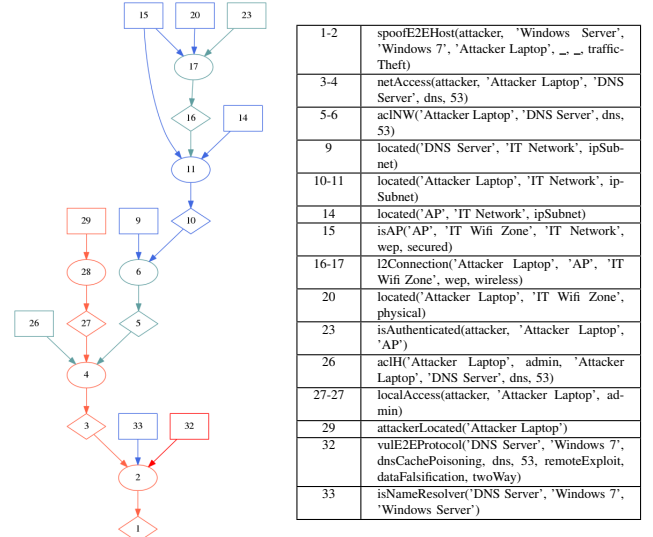 15
20
23
17
16
14
11
29
9
10
28
6
26
27
5
4
3
33
32
2
1
1-2 spoofE2EHost(attacker, 'Windows Server',
'Windows 7', 'Attacker Laptop', _, _, traffic-
Theft)
3-4 netAccess(attacker, 'Attacker Laptop', 'DNS
Server', dns, 53)
5-6 aclNW('Attacker Laptop', 'DNS Server', dns,
53)
9 located('DNS Server', 'IT Network', ipSub-
net)
10-11 located('Attacker Laptop', 'IT Network', ip-
Subnet)
14 located('AP', 'IT Network', ipSubnet)
15 isAP('AP', 'IT Wifi Zone', 'IT Network',
wep, secured)
16-17 l2Connection('Attacker Laptop', 'AP', 'IT
Wifi Zone', wep, wireless)
20 located('Attacker Laptop', 'IT Wifi Zone',
physical)
23 isAuthenticated(attacker, 'Attacker Laptop',
'AP')
26 aclH('Attacker Laptop', admin, 'Attacker
Laptop', 'DNS Server', dns, 53)
27-27 localAccess(attacker, 'Attacker Laptop', ad-
min)
29 attackerLocated('Attacker Laptop')
32 vulE2EProtocol('DNS Server', 'Windows 7',
dnsCachePoisoning, dns, 53, remoteExploit,
dataFalsification, twoWay)
33 isNameResolver('DNS Server', 'Windows 7',
'Windows Server')